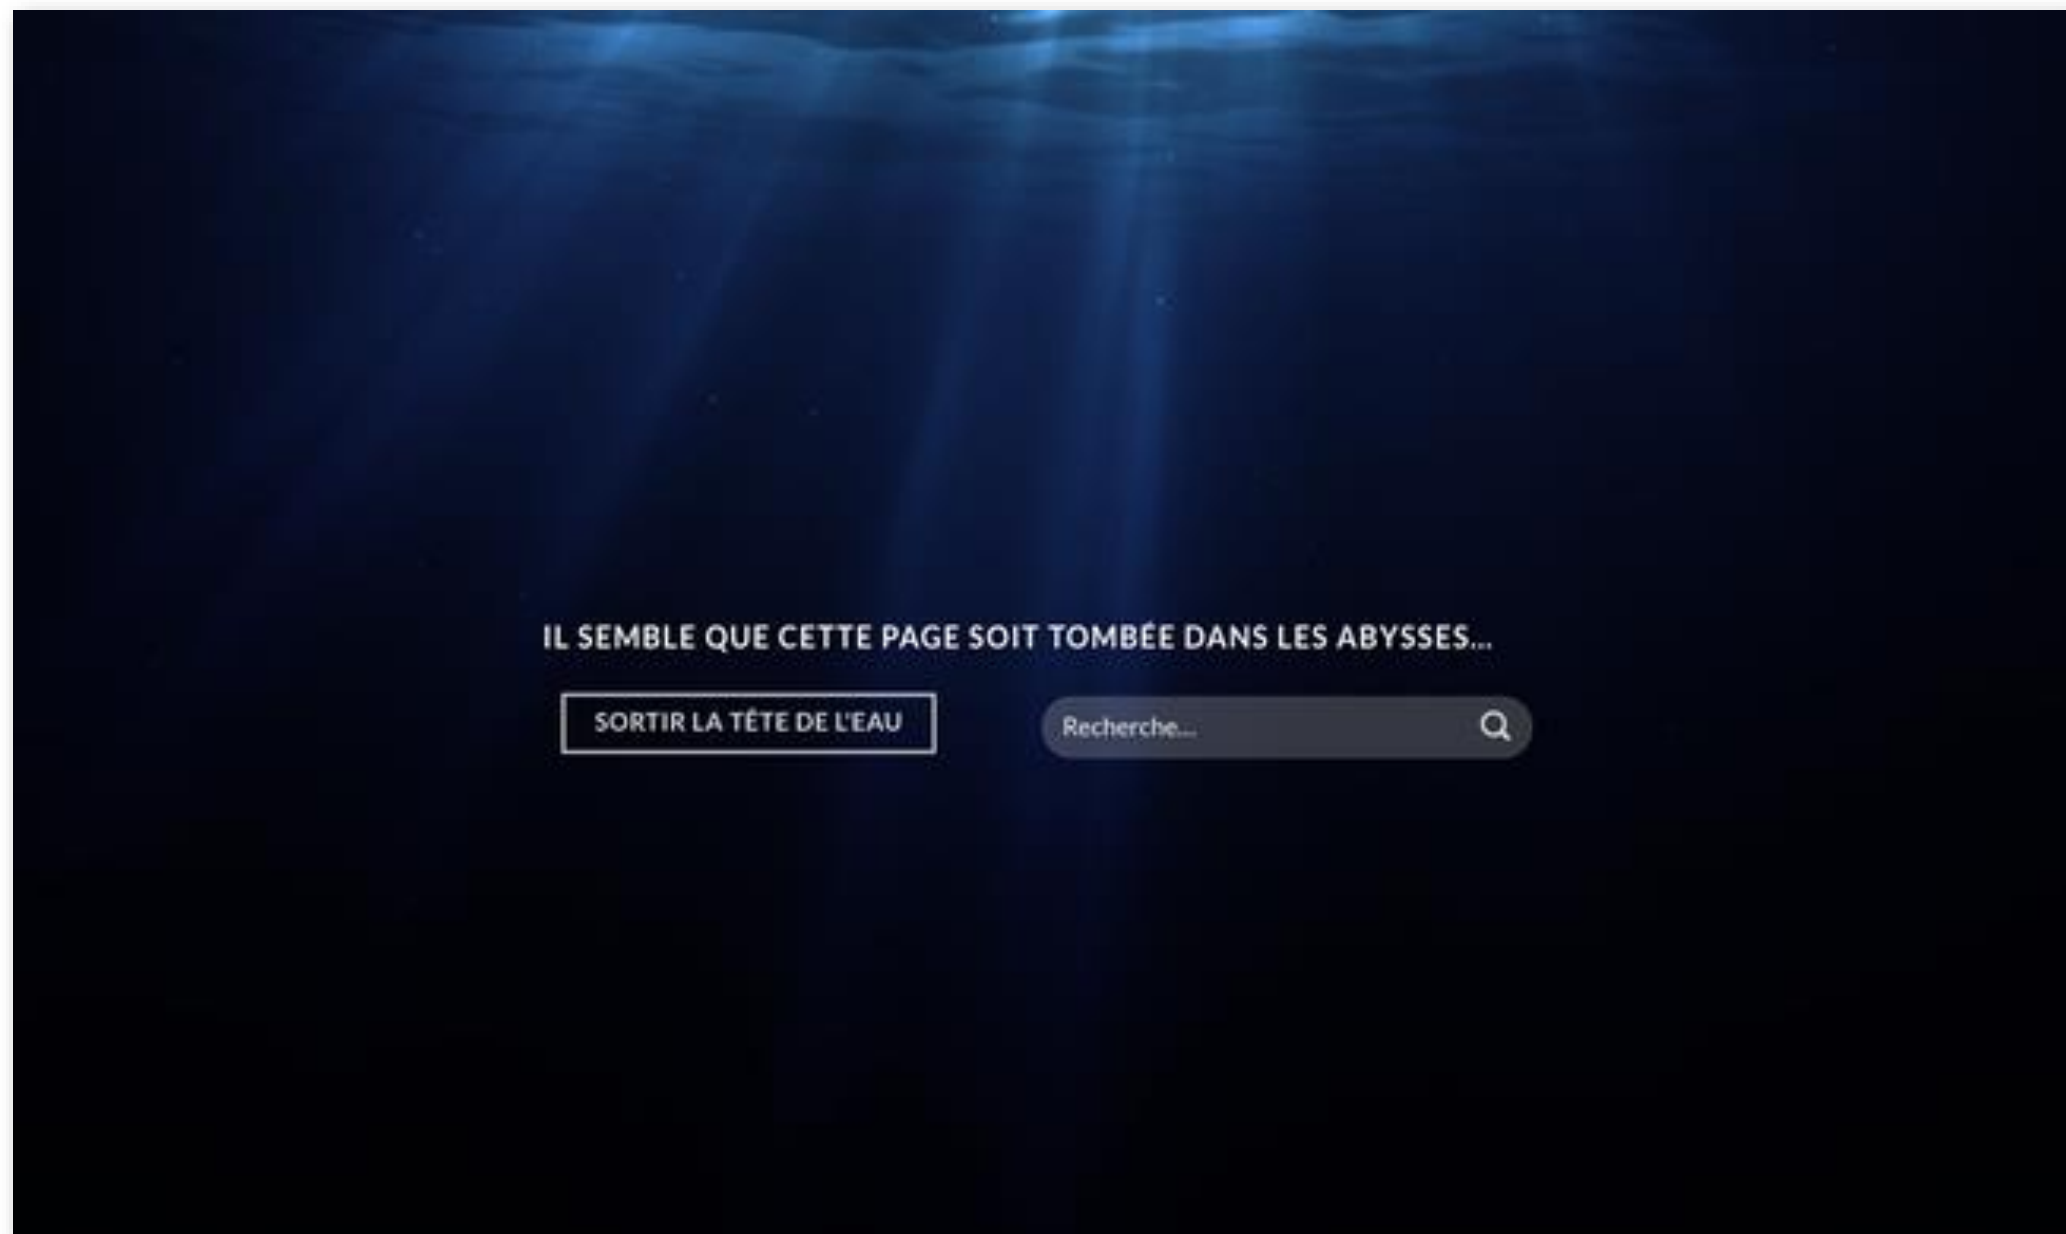 IL SEMBLE QUE CETTE PAGE SOIT TOMBÉE DANS LES ABYSSES...
SORTIR LA TÊTE DE L'EAU
Recherche...